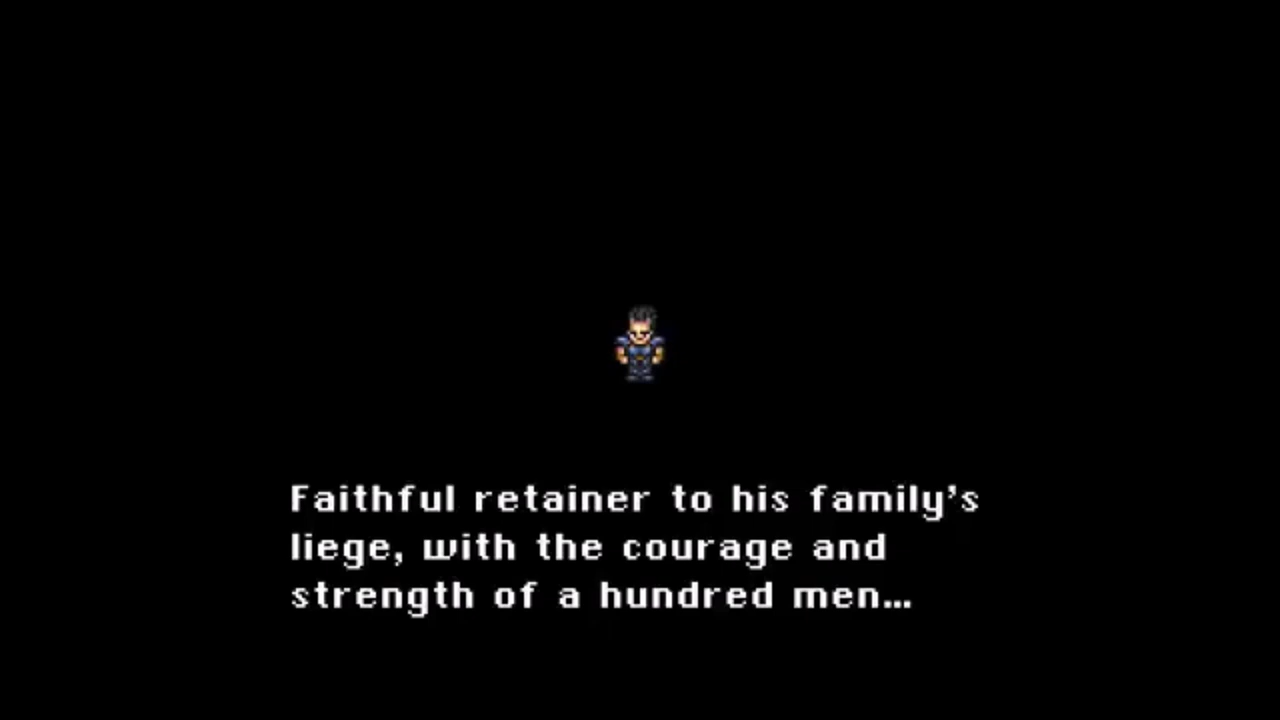 Faithful retainer to his family's
liege, with the courage and
strength of a hundred men…